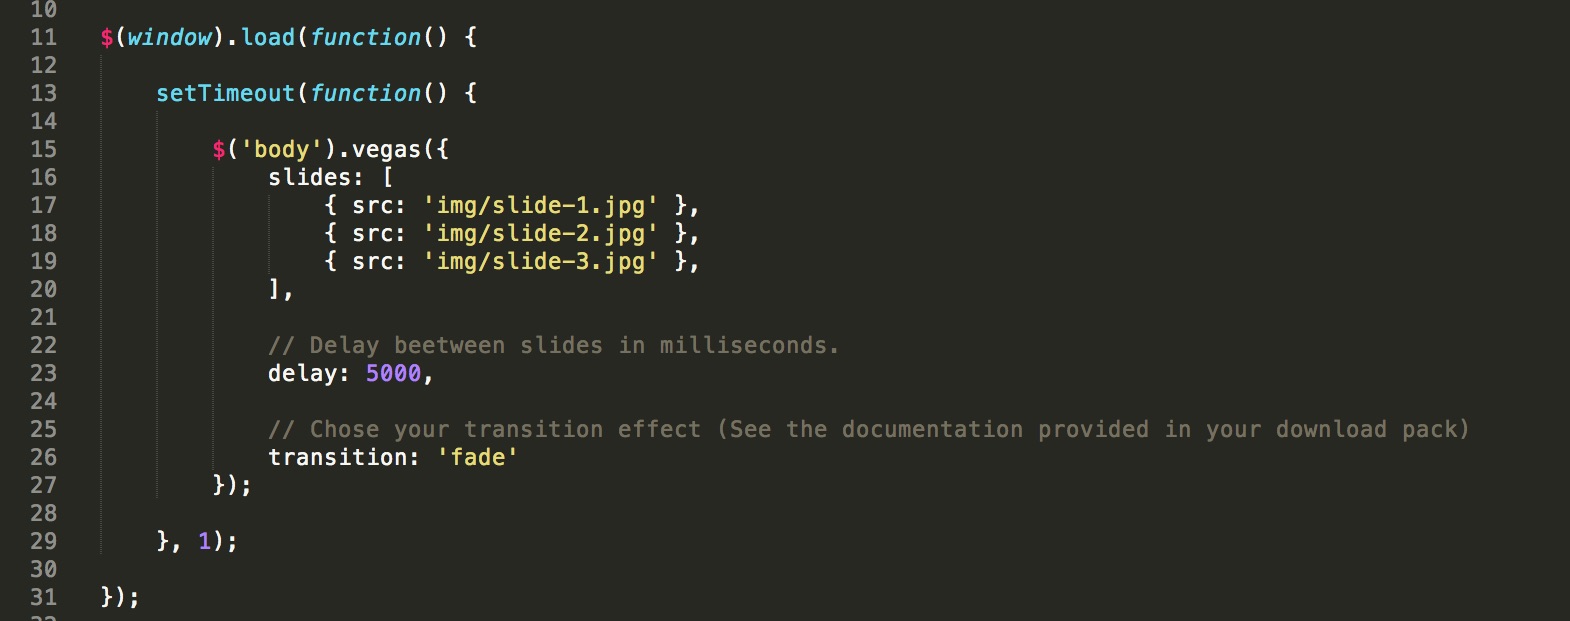 10
11 $(window).load(function() {
12
13 setTimeout(function() {
14
15 $('body').vegas({
16 slides: [
17 { src: 'img/slide-1.jpg' },
18 { src: 'img/slide-2.jpg' },
19 { src: 'img/slide-3.jpg' },
20 ],
21
22 // Delay beetween slides in milliseconds.
23 delay: 5000,
24
25 // Chose your transition effect (See the documentation provided in your download pack)
26 transition: 'fade'
27 });
28
29 }, 1);
30
31 });